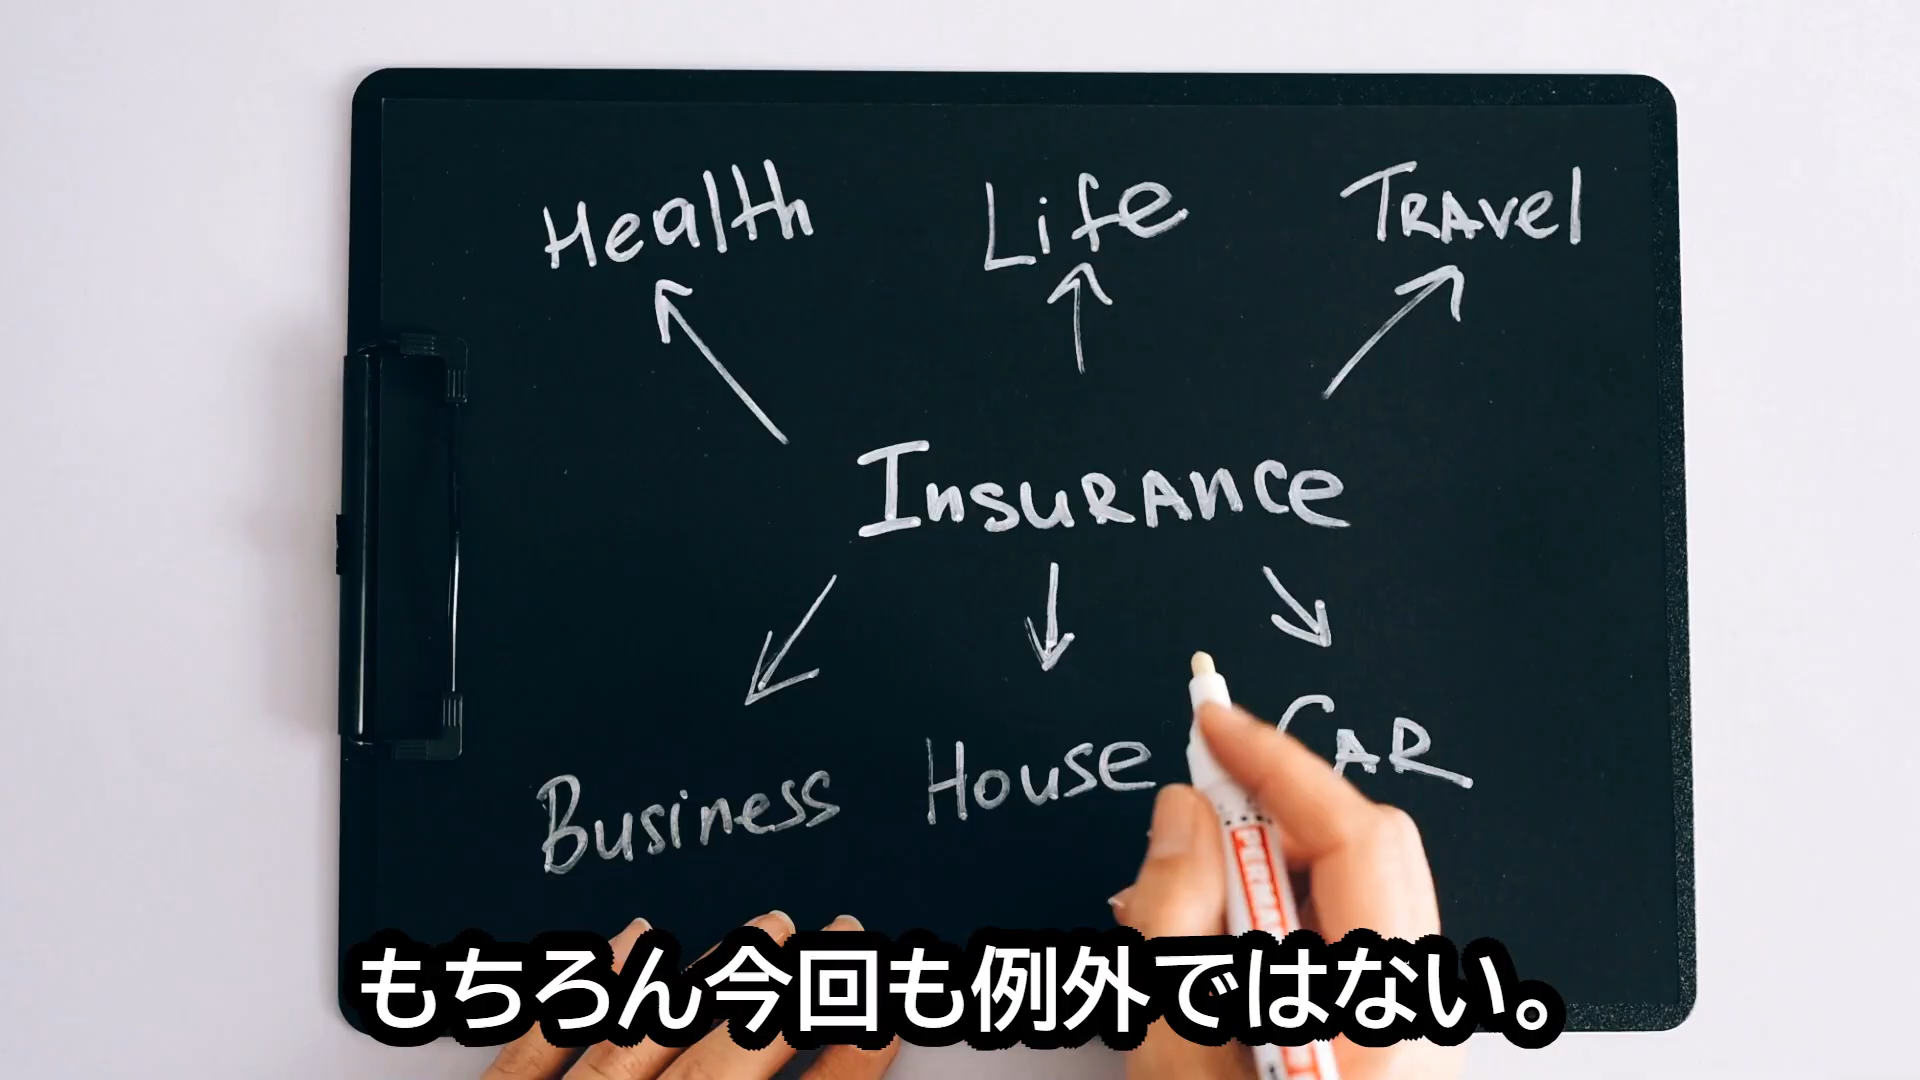 Health Life Travel
Insurance
Business House Car
PERMA
もちろん今回も例外ではない。